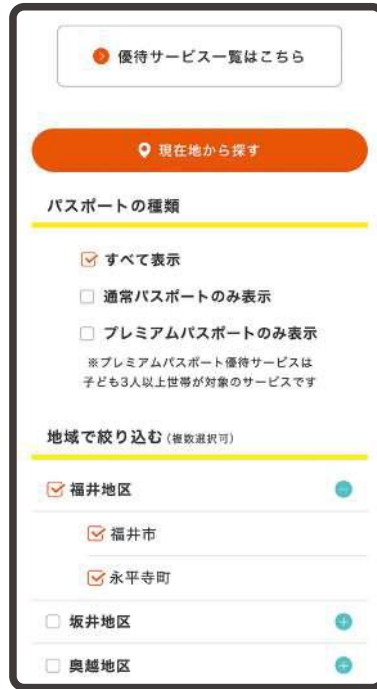 優待サービス一覧はこちら
現在地から探す
パスポートの種類
すべて表示
通常パスポートのみ表示
プレミアムパスポートのみ表示
※プレミアムパスポート優待サービスは
子ども3人以上世帯が対象のサービスです
地域で絞り込む(複数選択可)
福井地区
福井市
永平寺町
坂井地区
奥越地区